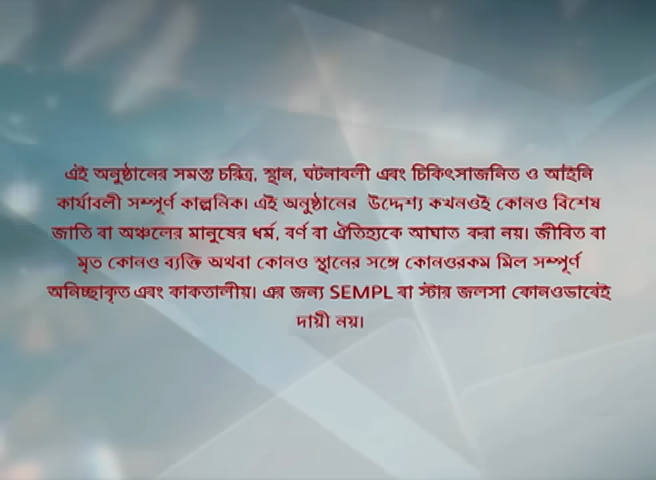 এই অনুষ্ঠানের সমস্ত চরিত্র, স্থান, ঘটনাবলী এবং চিকিৎসাজনিত ও আইনি
কার্যাবলী সম্পূর্ণ কাল্পনিক। এই অনুষ্ঠানের উদ্দেশ্য কখনওই কোনও বিশেষ
জাতি বা অঞ্চলের মানুষের ধর্ম, বর্ণ বা ঐতিহ্যকে আঘাত করা নয়। জীবিত বা
মৃত কোনও ব্যক্তি অথবা কোনও স্থানের সঙ্গে কোনওরকম মিল সম্পূর্ণ
অনিচ্ছাকৃত এবং কাকতালীয়। এর জন্য SEMPL বা স্টার জলসা কোনওভাবেই
দায়ী নয়।